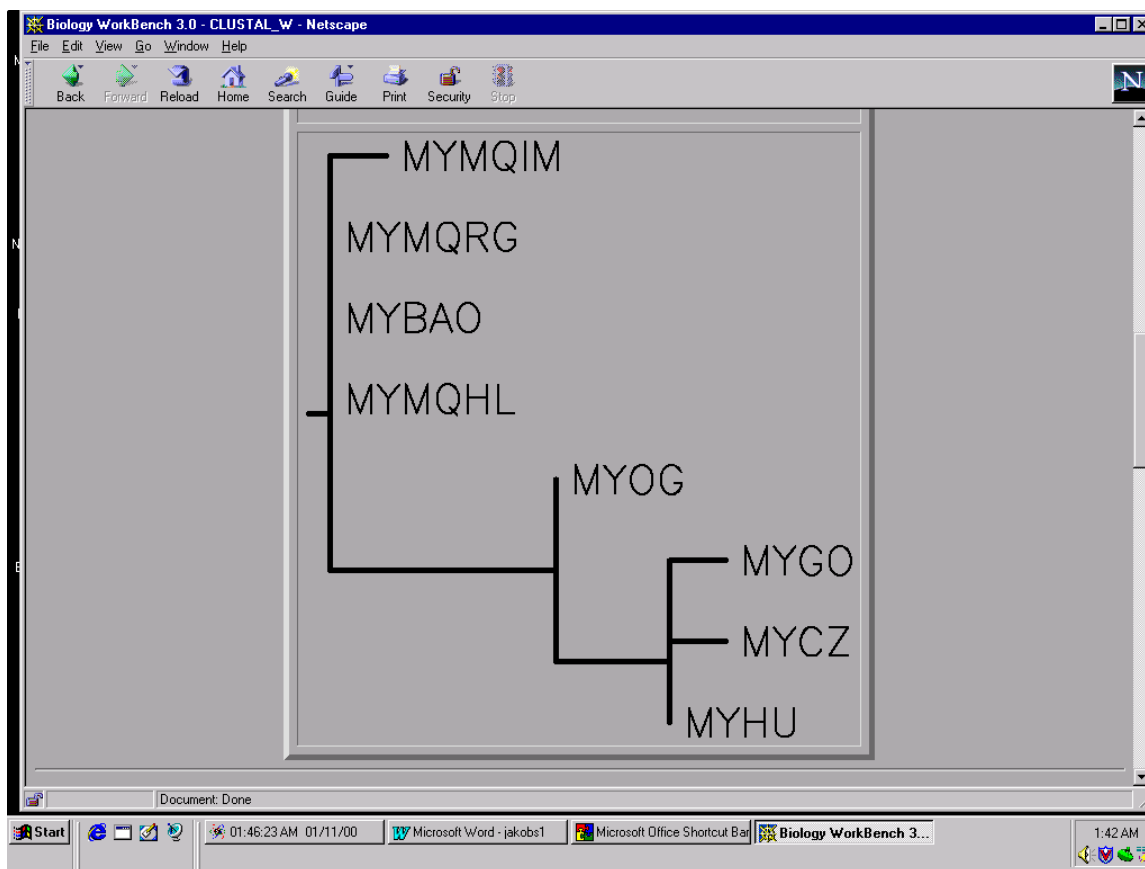 Biology WorkBench 3.0 - CLUSTAL_W - Netscape
File Edit View Go Window Help
Back Forward Reload Home Search Guide Print Security Stop
N
MYMQIM
MYMQRG
MYBAO
MYMQHL
MYOG
MYGO
MYCZ
MYHU
Document: Done
Start 01:46:23 AM 01/11/00 Microsoft Word - jakobs1 Microsoft Office Shortcut Bar Biology WorkBench 3... 1:42 AM